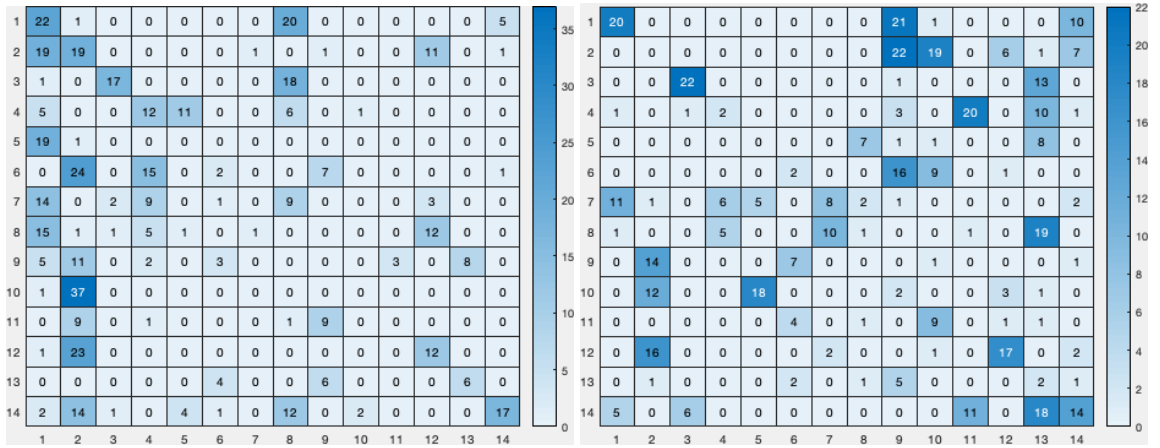 1 22 1 0 0 0 0 0 20 0 0 0 0 0 5
2 19 19 0 0 0 0 1 0 1 0 0 11 0 1
3 1 0 17 0 0 0 0 18 0 0 0 0 0 0
4 5 0 0 12 11 0 0 6 0 1 0 0 0 0
5 19 1 0 0 0 0 0 0 0 0 0 0 0 0
6 0 24 0 15 0 2 0 0 7 0 0 0 0 1
7 14 0 2 9 0 1 0 9 0 0 0 3 0 0
8 15 1 1 5 1 0 1 0 0 0 0 12 0 0
9 5 11 0 2 0 3 0 0 0 0 3 0 8 0
10 1 37 0 0 0 0 0 0 0 0 0 0 0 0
11 0 9 0 1 0 0 0 1 9 0 0 0 0 0
12 1 23 0 0 0 0 0 0 0 0 0 12 0 0
13 0 0 0 0 0 4 0 0 6 0 0 0 6 0
14 2 14 1 0 4 1 0 12 0 2 0 0 0 17
1 2 3 4 5 6 7 8 9 10 11 12 13 14
35
30
25
20
15
10
5
0
1 20 0 0 0 0 0 0 0 21 1 0 0 0 10
2 0 0 0 0 0 0 0 0 22 19 0 6 1 7
3 0 0 22 0 0 0 0 0 1 0 0 0 13 0
4 1 0 1 2 0 0 0 0 3 0 20 0 10 1
5 0 0 0 0 0 0 0 7 1 1 0 0 8 0
6 0 0 0 0 0 2 0 0 16 9 0 1 0 0
7 11 1 0 6 5 0 8 2 1 0 0 0 0 2
8 1 0 0 5 0 0 10 0 0 0 1 0 19 0
9 0 14 0 0 0 7 0 0 0 1 0 0 0 1
10 0 12 0 0 18 0 0 0 2 0 0 3 1 0
11 0 0 0 0 0 4 0 1 0 9 0 1 1 0
12 0 16 0 0 0 0 2 0 0 1 0 17 0 2
13 0 1 0 0 0 2 0 1 5 0 0 0 2 1
14 5 0 6 0 0 0 0 0 0 0 11 0 18 14
1 2 3 4 5 6 7 8 9 10 11 12 13 14
22
20
18
16
14
12
10
8
6
4
2
0